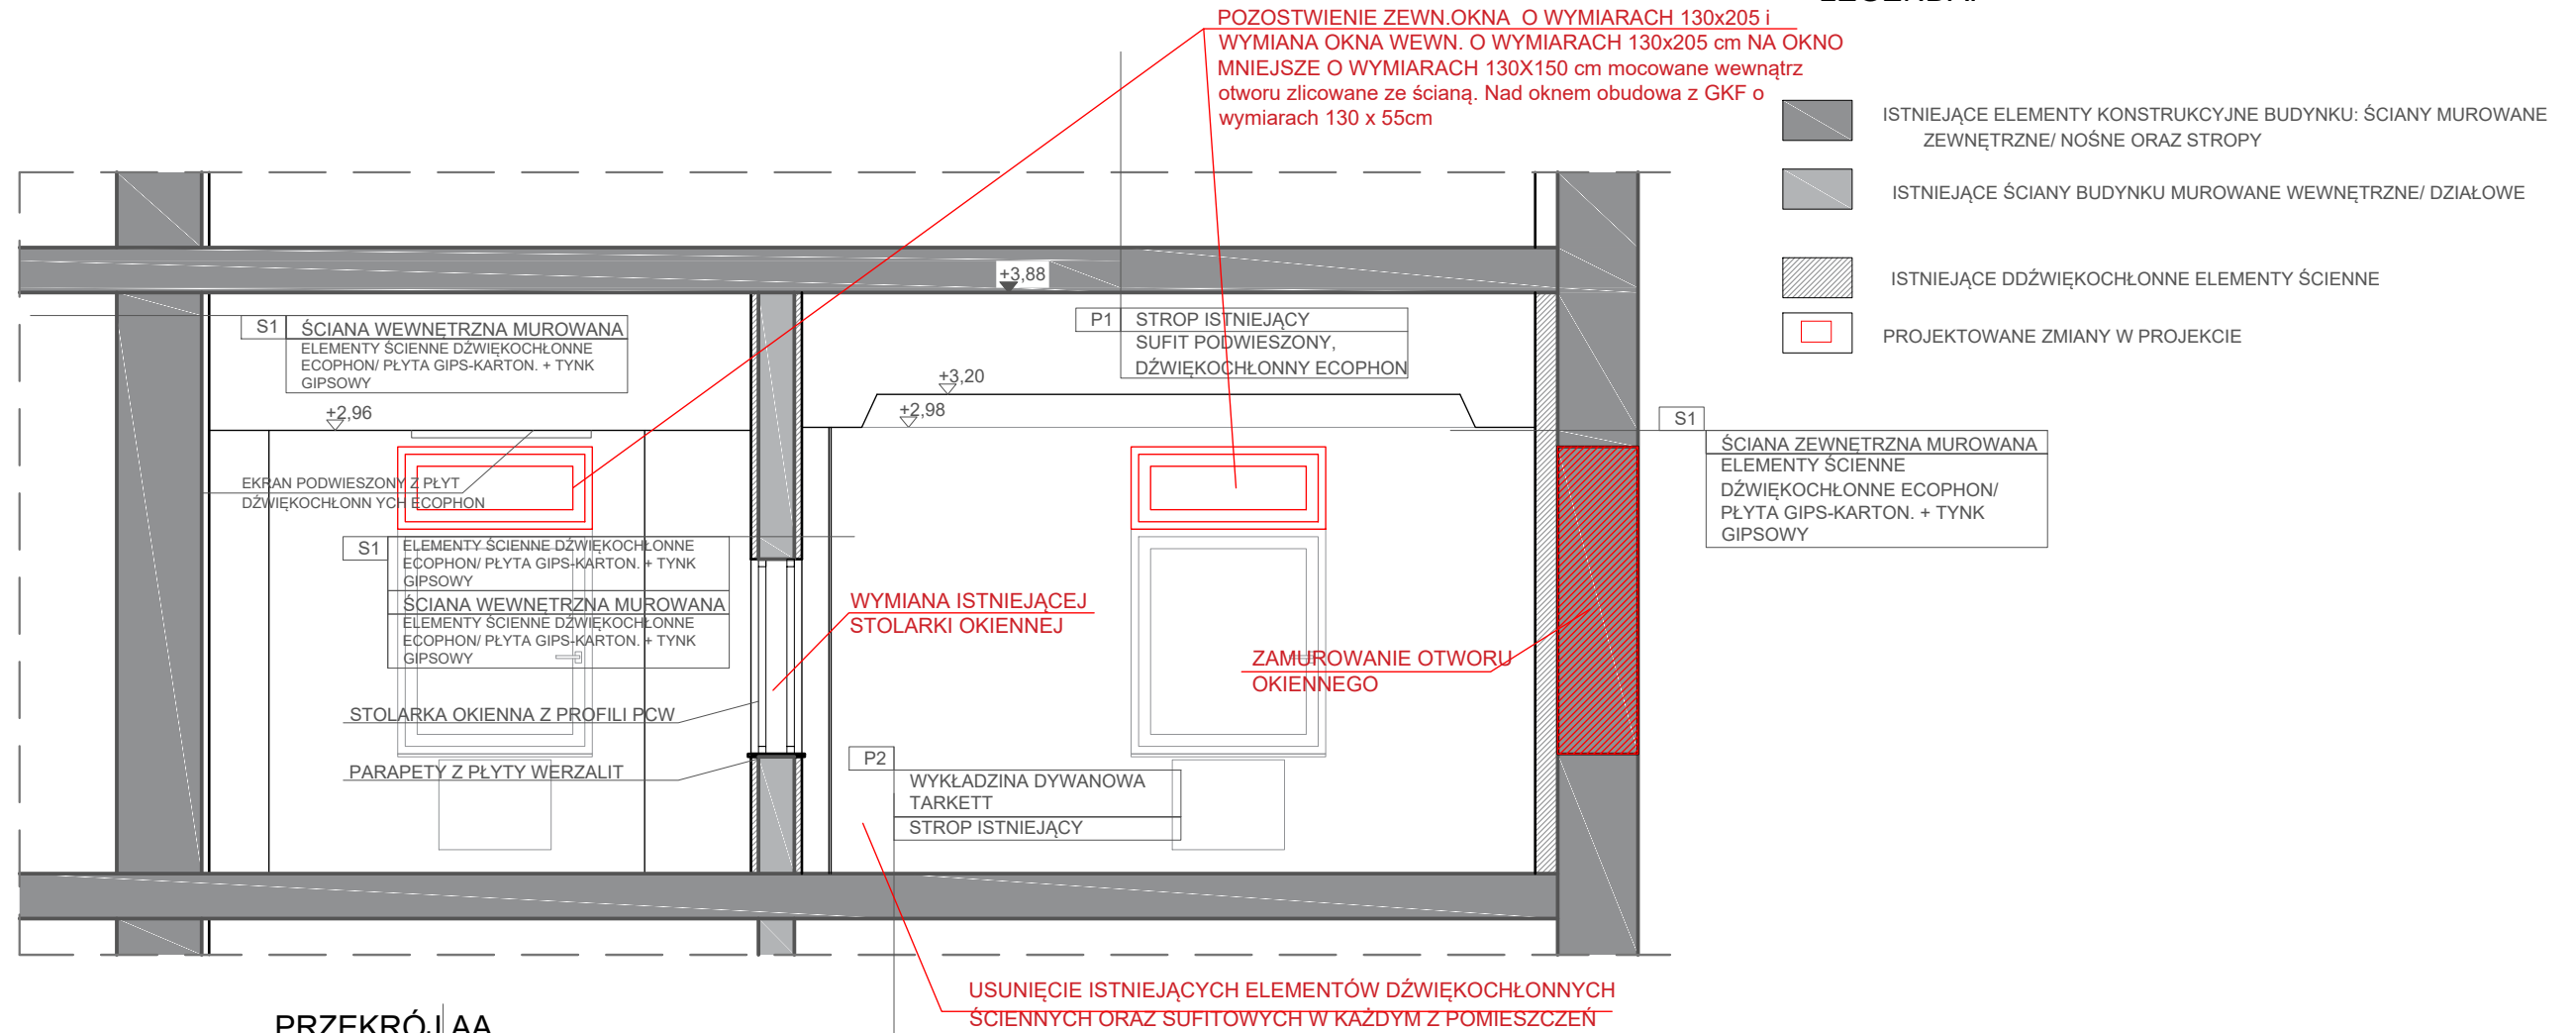 POZOSTWIENIE ZEWN.OKNA O WYMIARACH 130x205 i
WYMIANA OKNA WEWN. O WYMIARACH 130x205 cm NA OKNO
MNIEJSZE O WYMIARACH 130X150 cm mocowane wewnątrz
otworu zlicowane ze ścianą. Nad oknem obudowa z GKF o
wymiarach 130 x 55cm
ISTNIEJĄCE ELEMENTY KONSTRUKCYJNE BUDYNKU: ŚCIANY MUROWANE
ZEWNĘTRZNE/ NOŚNE ORAZ STROPY
ISTNIEJĄCE ŚCIANY BUDYNKU MUROWANE WEWNĘTRZNE/ DZIAŁOWE
ISTNIEJĄCE DDŹWIĘKOCHŁONNE ELEMENTY ŚCIENNE
PROJEKTOWANE ZMIANY W PROJEKCIE
+3,88
S1
ŚCIANA WEWNĘTRZNA MUROWANA
ELEMENTY ŚCIENNE DŹWIĘKOCHŁONNE
ECOPHON/ PŁYTA GIPS-KARTON. + TYNK
GIPSOWY
P1
STROP ISTNIEJĄCY
SUFIT PODWIESZONY,
DŹWIĘKOCHŁONNY ECOPHON
+3,20
+2,96
+2,98
S1
ŚCIANA ZEWNĘTRZNA MUROWANA
ELEMENTY ŚCIENNE
DŹWIĘKOCHŁONNE ECOPHON/
PŁYTA GIPS-KARTON. + TYNK
GIPSOWY
EKRAN PODWIESZONY Z PŁYT
DŹWIĘKOCHŁONN YCH ECOPHON
S1
ELEMENTY ŚCIENNE DŹWIĘKOCHŁONNE
ECOPHON/ PŁYTA GIPS-KARTON. + TYNK
GIPSOWY
ŚCIANA WEWNĘTRZNA MUROWANA
ELEMENTY ŚCIENNE DŹWIĘKOCHŁONNE
ECOPHON/ PŁYTA GIPS-KARTON. + TYNK
GIPSOWY
WYMIANA ISTNIEJĄCEJ
STOLARKI OKIENNEJ
ZAMUROWANIE OTWORU
OKIENNEGO
STOLARKA OKIENNA Z PROFILI PCW
PARAPETY Z PŁYTY WERZALIT
P2
WYKŁADZINA DYWANOWA
TARKETT
STROP ISTNIEJĄCY
USUNIĘCIE ISTNIEJĄCYCH ELEMENTÓW DŹWIĘKOCHŁONNYCH
ŚCIENNYCH ORAZ SUFITOWYCH W KAŻDYM Z POMIESZCZEŃ
PRZEKRÓJ AA